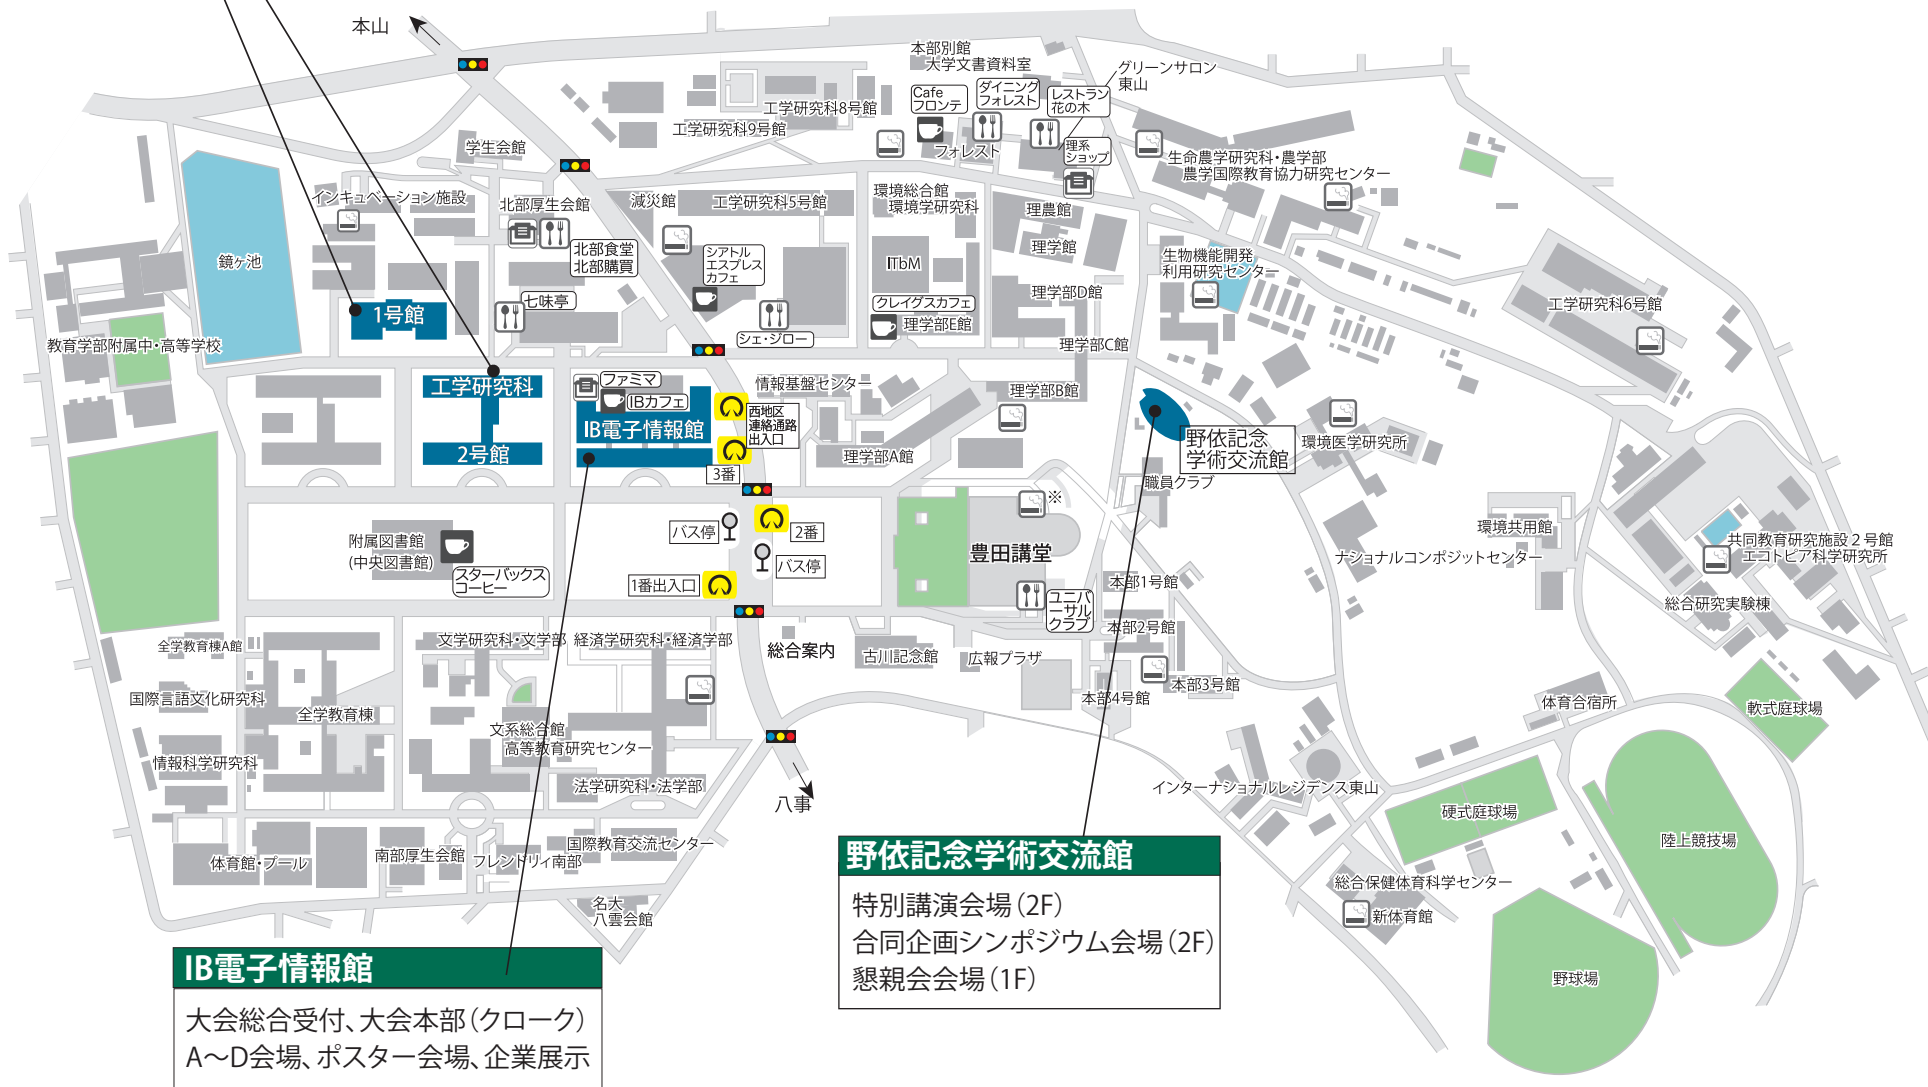 本山
本部別館
大学文書資料室
グリーンサロン
東山
Cafe
フロンテ
ダイニング
フォレスト
レストラン
花の木
工学研究科8号館
工学研究科9号館
学生会館
フォレスト
理系
ショップ
生命農学研究科・農学部
農学国際教育協力研究センター
インキュベーション施設
北部厚生会館
減災館
工学研究科5号館
環境総合館
環境学研究科
理農館
北部食堂
北部購買
シアトル
エスプレス
カフェ
ITbM
理学館
生物機能開発
利用研究センター
鏡ヶ池
七味亭
クレイグスカフェ
理学部D館
工学研究科6号館
1号館
シェ・ジロー
理学部E館
教育学部附属中・高等学校
理学部C館
工学研究科
ファミマ
IBカフェ
情報基盤センター
理学部B館
西地区
連絡通路
出入口
IB電子情報館
2号館
3番
理学部A館
野依記念
学術交流館
環境医学研究所
職員クラブ
※
バス停
2番
附属図書館
(中央図書館)
スターバックス
コーヒー
バス停
1番出入口
豊田講堂
環境共用館
ナショナルコンポジットセンター
共同教育研究施設２号館
エコトピア科学研究所
本部1号館
ユニバ
ーサル
クラブ
総合研究実験棟
全学教育棟A館
文学研究科・文学部
経済学研究科・経済学部
総合案内
古川記念館
広報プラザ
本部2号館
本部3号館
本部4号館
国際言語文化研究科
全学教育棟
体育合宿所
軟式庭球場
文系総合館
高等教育研究センター
情報科学研究科
法学研究科・法学部
八事
インターナショナルレジデンス東山
硬式庭球場
陸上競技場
体育館・プール
南部厚生会館
フレンドリィ南部
国際教育交流センター
名大
八雲会館
総合保健体育科学センター
新体育館
野球場
野依記念学術交流館
特別講演会場（2F）
合同企画シンポジウム会場（2F）
懇親会会場（1F）
IB電子情報館
大会総合受付、大会本部（クローク）
A～D会場、ポスター会場、企業展示